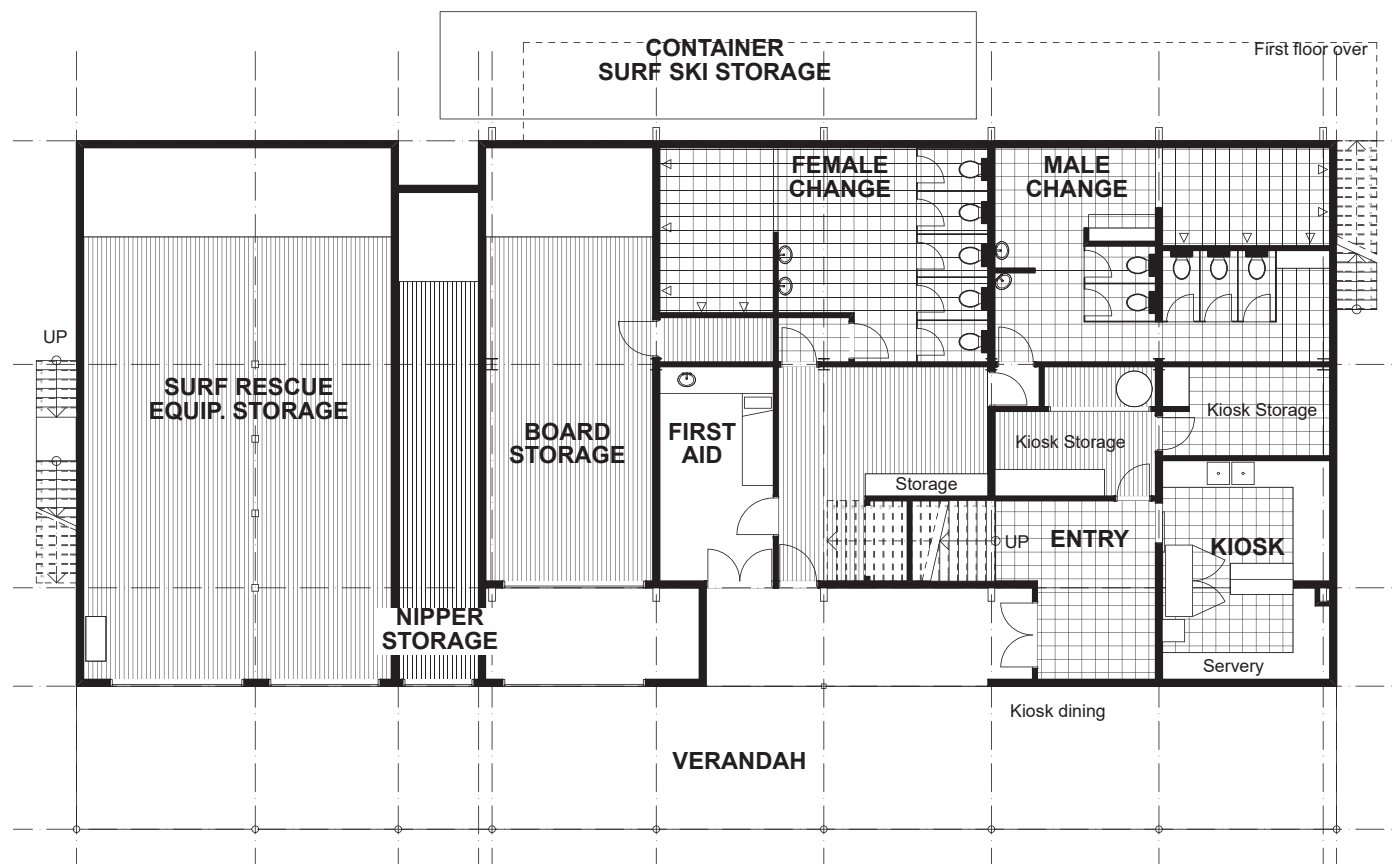 CONTAINER
SURF SKI STORAGE
First floor over
FEMALE
CHANGE
MALE
CHANGE
UP
SURF RESCUE
EQUIP. STORAGE
BOARD
STORAGE
FIRST
AID
Kiosk Storage
Kiosk Storage
Storage
UP
ENTRY
KIOSK
NIPPER
STORAGE
Servery
Kiosk dining
VERANDAH